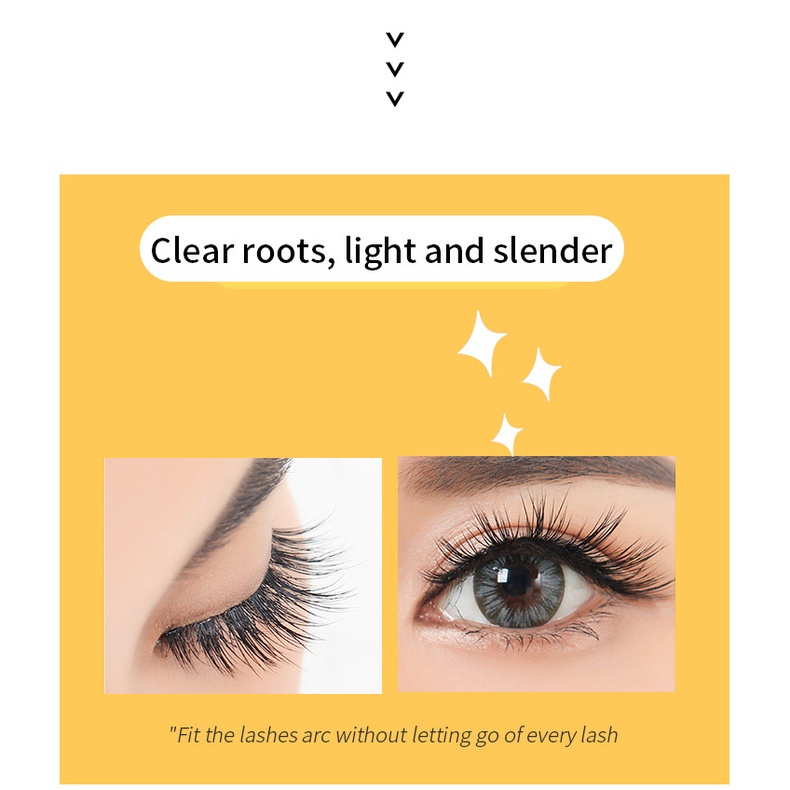 Clear roots, light and slender
"Fit the lashes arc without letting go of every lash